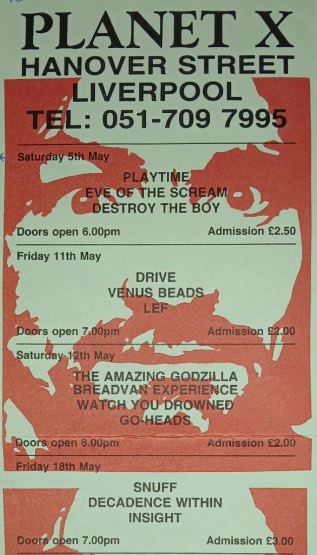 PLANET X
HANOVER STREET
LIVERPOOL
TEL: 051-709 7995
Saturday 5th May
PLAYTIME
EVE OF THE SCREAM
DESTROY THE BOY
Doors open 6.00pm Admission £2.50
Friday 11th May
DRIVE
VENUS BEADS
LEF
Doors open 7.00pm Admission £2.00
Saturday 12th May
THE AMAZING GODZILLA
BREADVAN EXPERIENCE
WATCH YOU DROWNED
GO-HEADS
Doors open 6.00pm Admission £2.00
Friday 18th May
SNUFF
DECADENCE WITHIN
INSIGHT
Doors open 7.00pm Admission £3.00